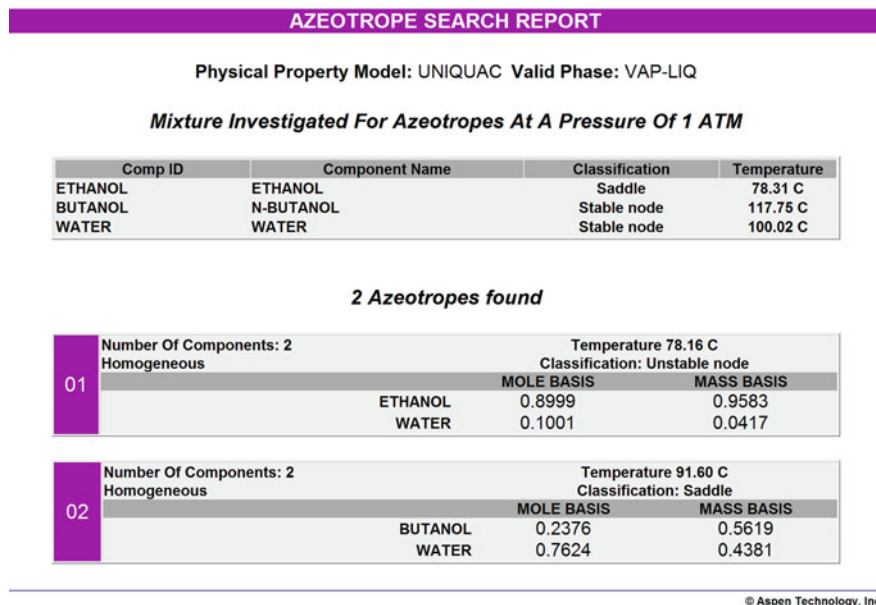 AZEOTROPE SEARCH REPORT
Physical Property Model: UNIQUAC Valid Phase: VAP-LIQ
Mixture Investigated For Azeotropes At A Pressure Of 1 ATM
Comp ID Component Name Classification Temperature
ETHANOL ETHANOL Saddle 78.31 C
BUTANOL N-BUTANOL Stable node 117.75 C
WATER WATER Stable node 100.02 C
2 Azeotropes found
01
Number Of Components: 2 Temperature 78.16 C
Homogeneous Classification: Unstable node
MOLE BASIS MASS BASIS
ETHANOL 0.8999 0.9583
WATER 0.1001 0.0417
02
Number Of Components: 2 Temperature 91.60 C
Homogeneous Classification: Saddle
MOLE BASIS MASS BASIS
BUTANOL 0.2376 0.5619
WATER 0.7624 0.4381
© Aspen Technology, Inc